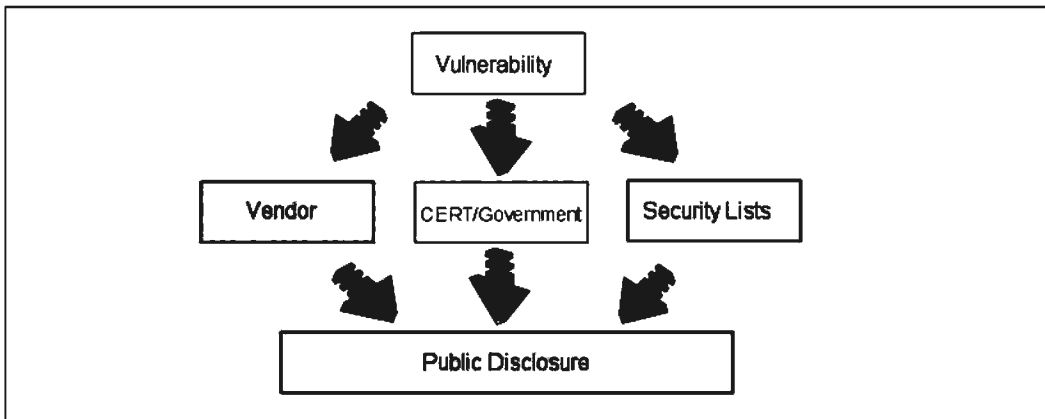 Vulnerability
Vendor
CERT/Government
Security Lists
Public Disclosure